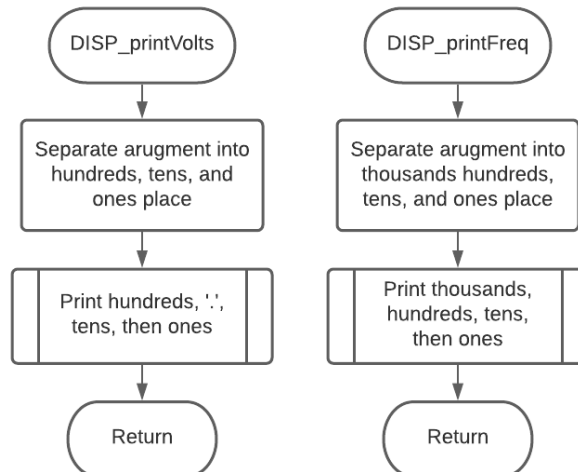 DISP_printVolts
Separate arugment into
hundreds, tens, and
ones place
Print hundreds, '.',
tens, then ones
Return
DISP_printFreq
Separate arugment into
thousands hundreds,
tens, and ones place
Print thousands,
hundreds, tens,
then ones
Return